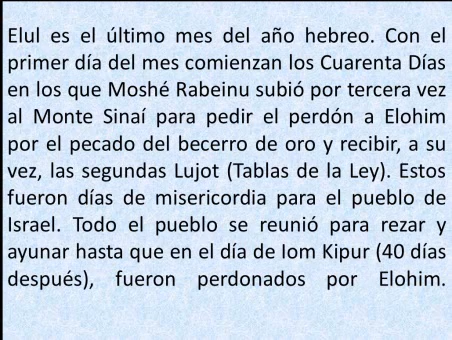 Elul es el último mes del año hebreo. Con el
primer día del mes comienzan los Cuarenta Días
en los que Moshé Rabeinu subió por tercera vez
al Monte Sinaí para pedir el perdón a Elohim
por el pecado del becerro de oro y recibir, a su
vez, las segundas Lujot (Tablas de la Ley). Estos
fueron días de misericordia para el pueblo de
Israel. Todo el pueblo se reunió para rezar y
ayunar hasta que en el día de Iom Kipur (40 días
después), fueron perdonados por Elohim.